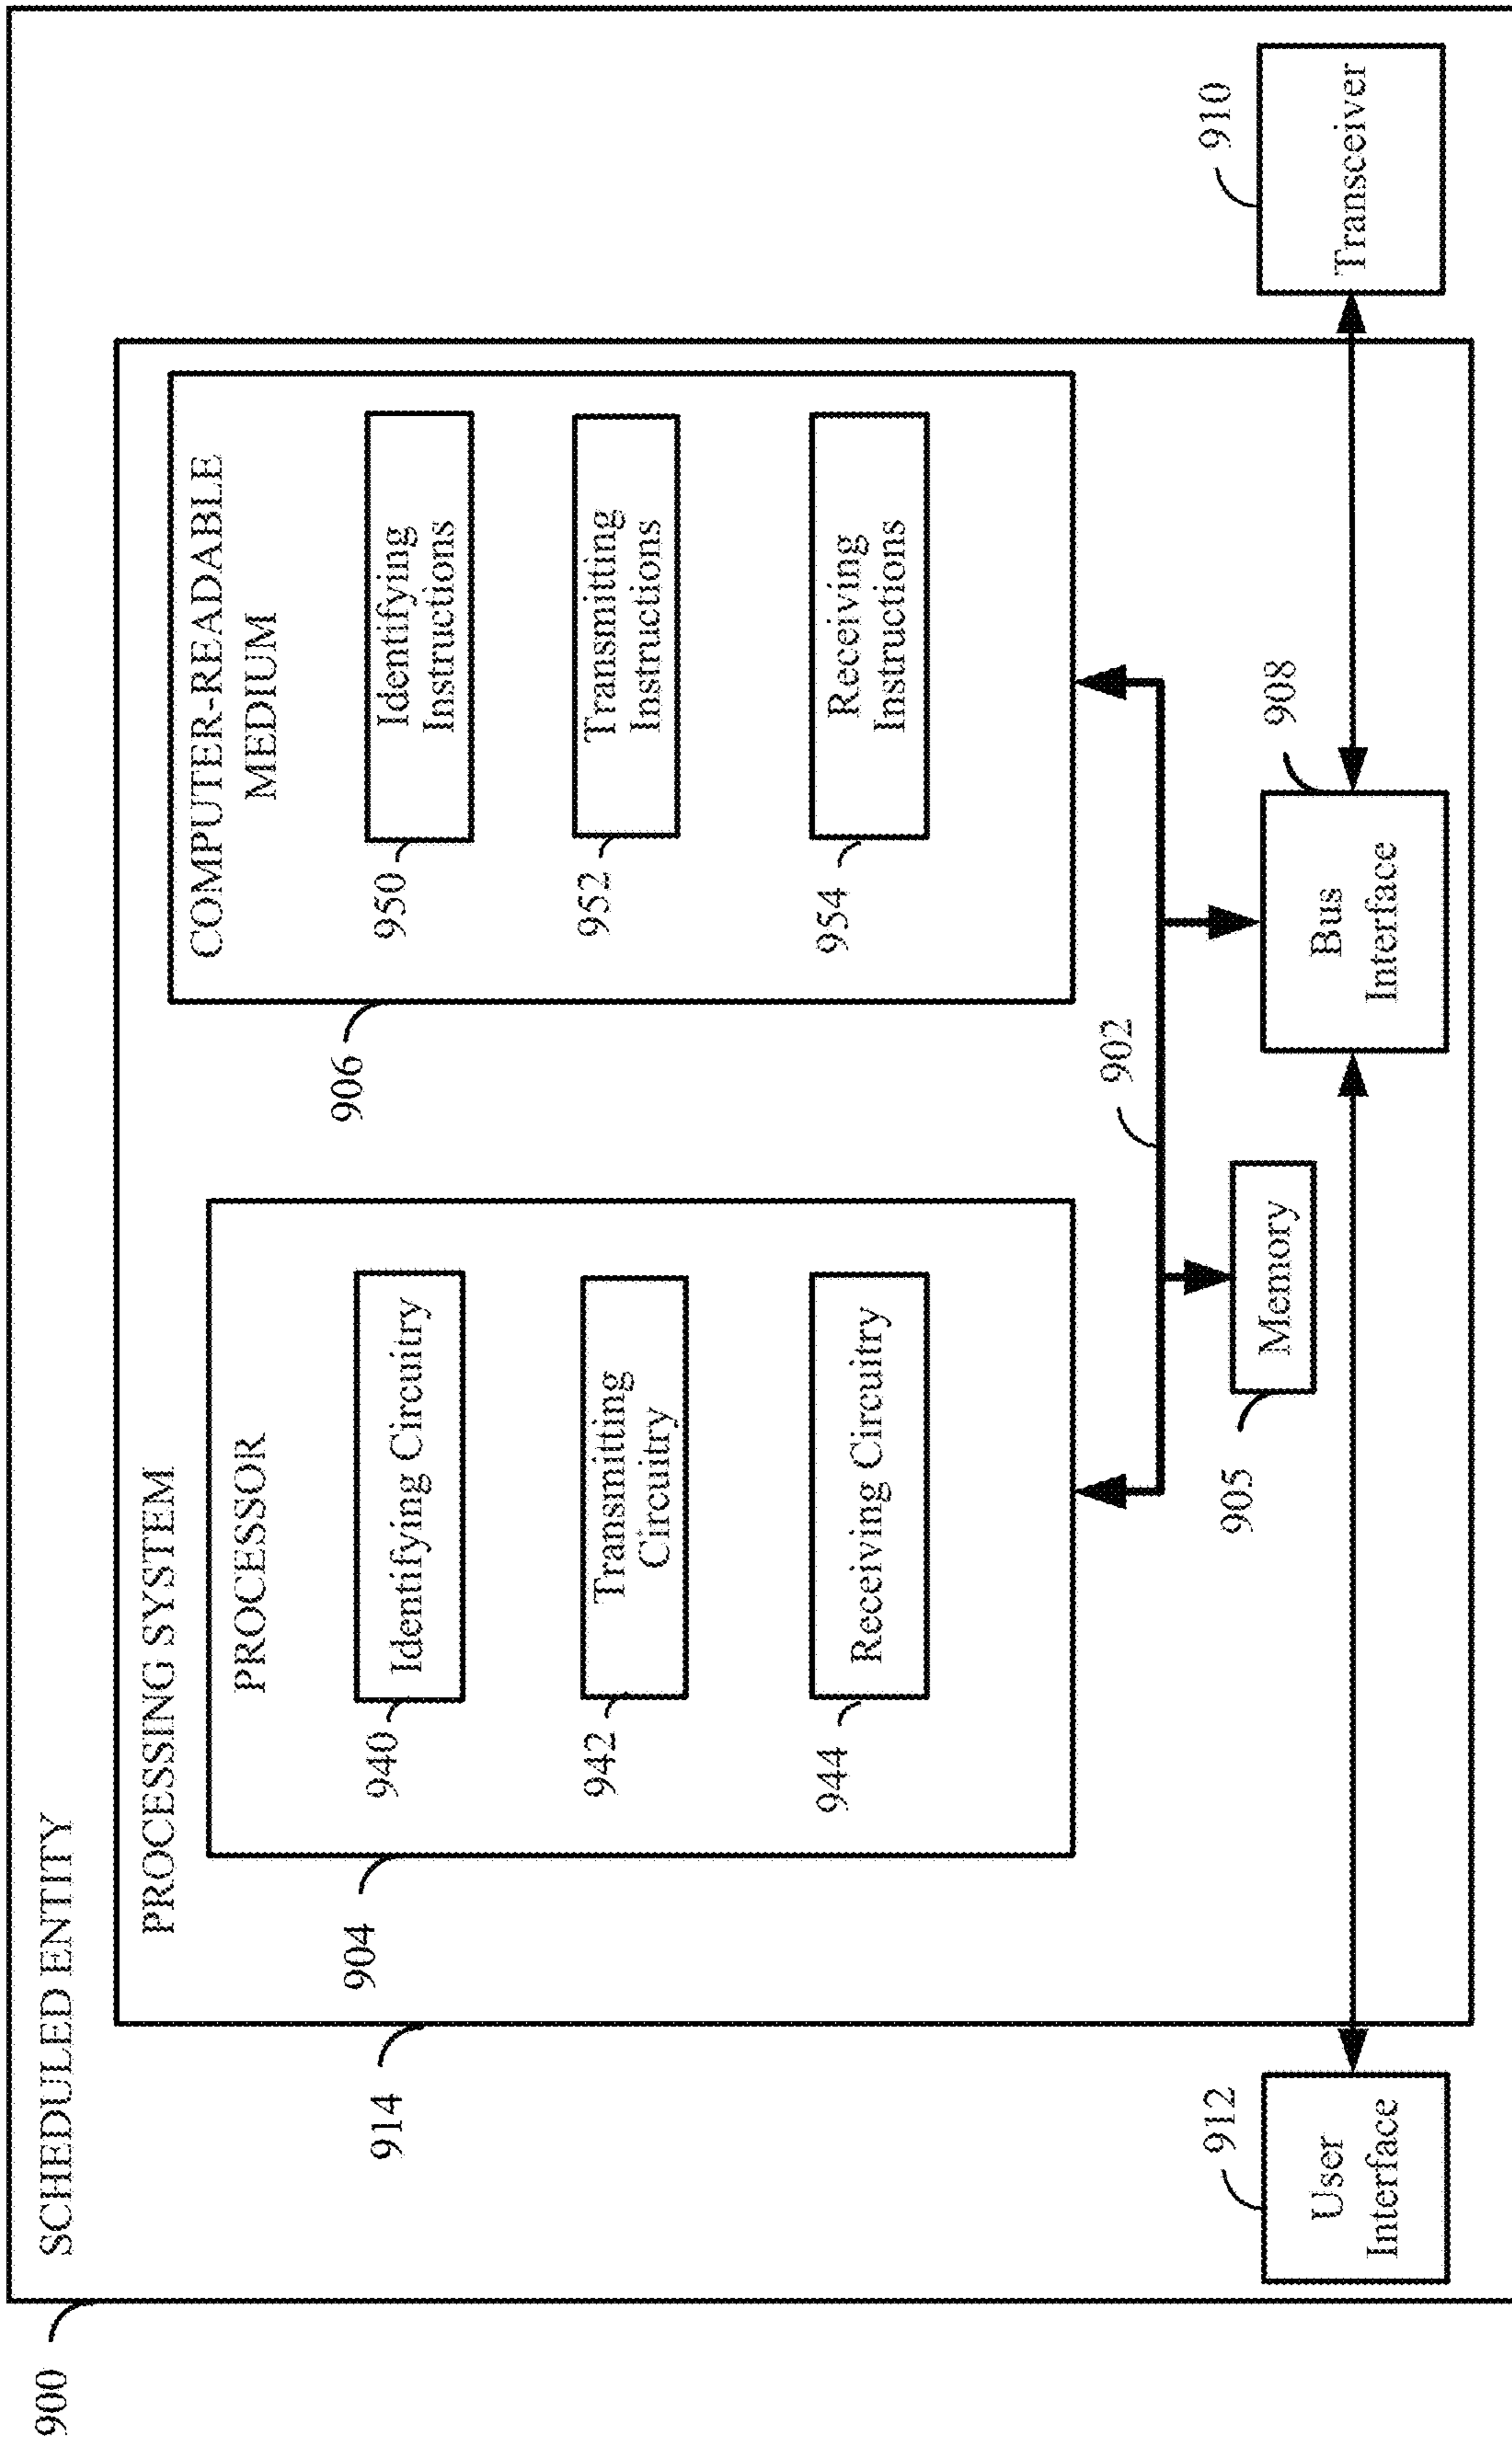 900
SCHEDULED ENTITY
PROCESSING SYSTEM
914
PROCESSOR
904
940
Identifying Circuitry
942
Transmitting
Circuitry
944
Receiving Circuitry
COMPUTER-READABLE
MEDIUM
906
950
Identifying
Instructions
952
Transmitting
Instructions
954
Receiving
Instructions
902
905
Memory
908
Bus
Interface
912
User
Interface
910
Transceiver